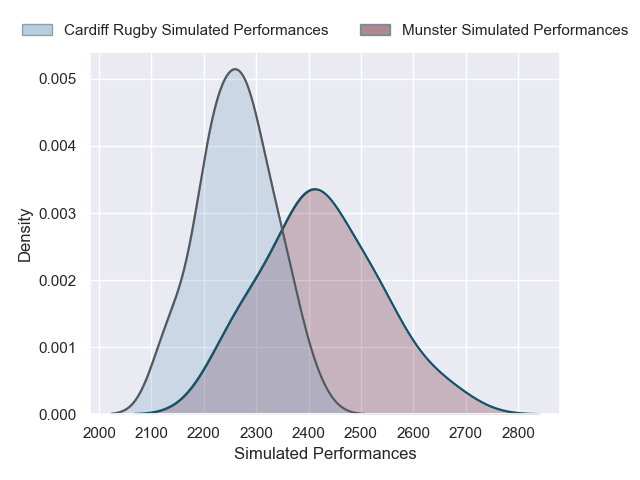 Cardiff Rugby Simulated Performances Munster Simulated Performances
0.005
0.004
0.003
0.002
0.001
0.000
Density
2000 2100 2200 2300 2400 2500 2600 2700 2800
Simulated Performances